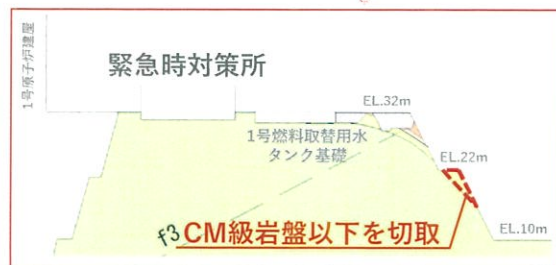 1号原子炉建屋
緊急時対策所
EL.32m
1号燃料取替用水
タンク基礎
EL.22m
f3
CM級岩盤以下を切取
EL.10m